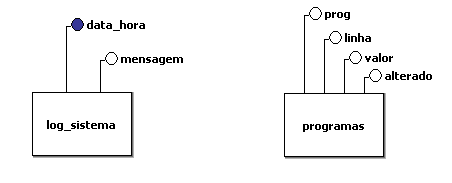 data_hora
mensagem
log_sistema
prog
linha
valor
alterado
programas